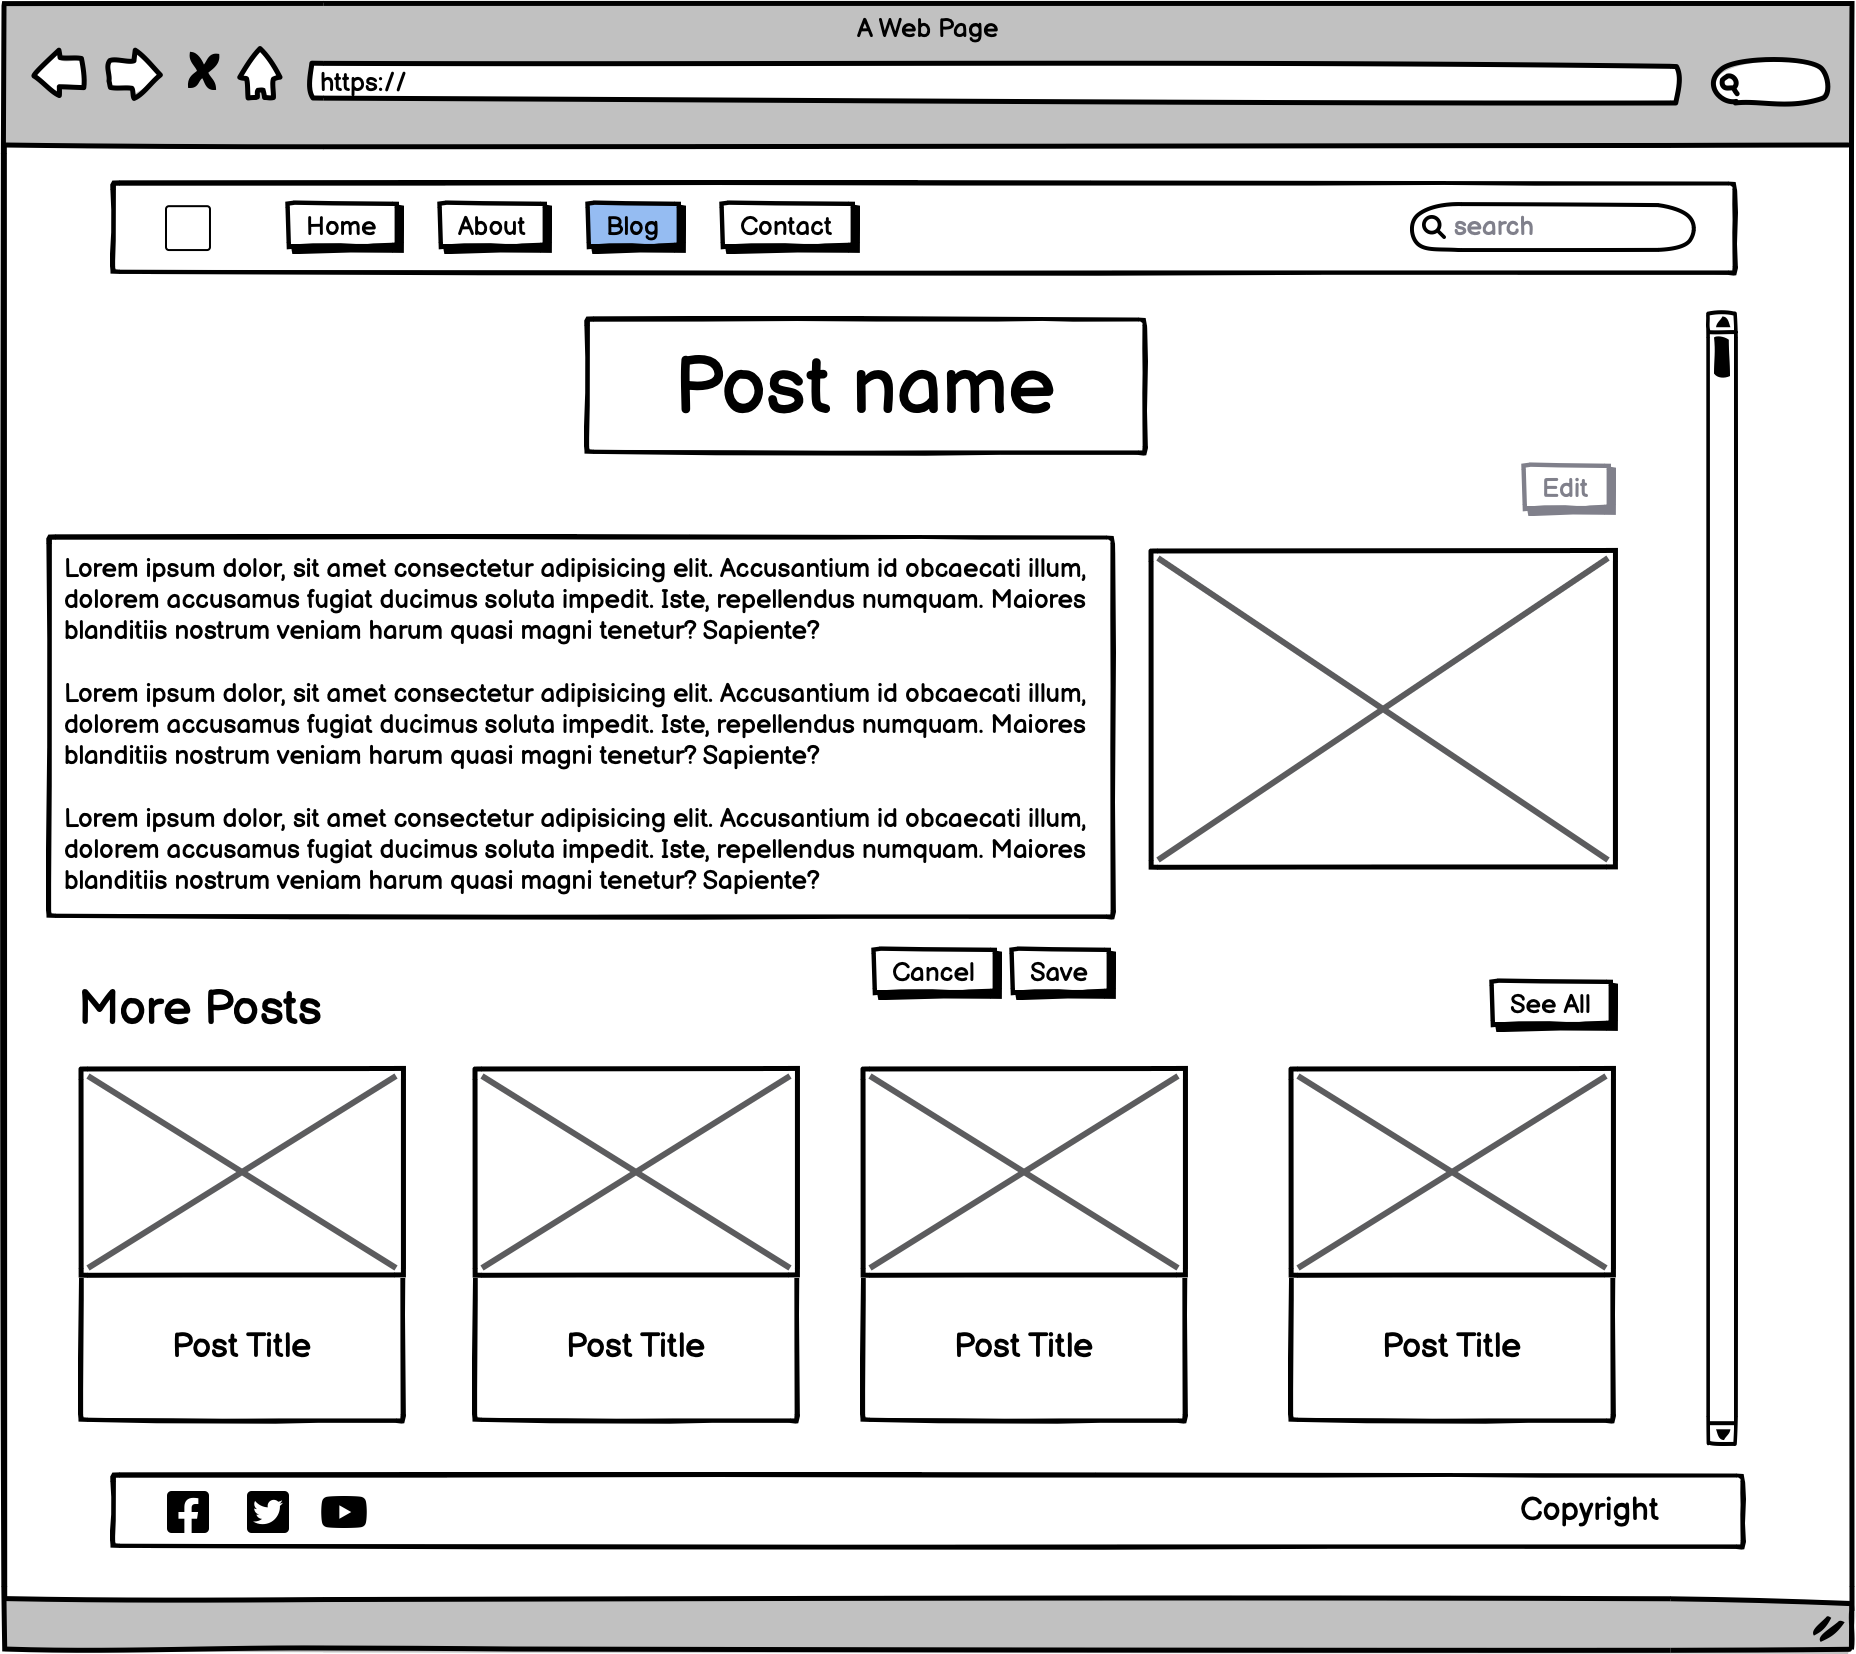 A Web Page
https://
Home
About
Blog
Contact
search
Post name
Edit
Lorem ipsum dolor, sit amet consectetur adipisicing elit. Accusantium id obcaecati illum,
dolorem accusamus fugiat ducimus soluta impedit. Iste, repellendus numquam. Maiores
blanditiis nostrum veniam harum quasi magni tenetur? Sapiente?
Lorem ipsum dolor, sit amet consectetur adipisicing elit. Accusantium id obcaecati illum,
dolorem accusamus fugiat ducimus soluta impedit. Iste, repellendus numquam. Maiores
blanditiis nostrum veniam harum quasi magni tenetur? Sapiente?
Lorem ipsum dolor, sit amet consectetur adipisicing elit. Accusantium id obcaecati illum,
dolorem accusamus fugiat ducimus soluta impedit. Iste, repellendus numquam. Maiores
blanditiis nostrum veniam harum quasi magni tenetur? Sapiente?
Cancel
Save
More Posts
See All
Post Title
Post Title
Post Title
Post Title
Copyright